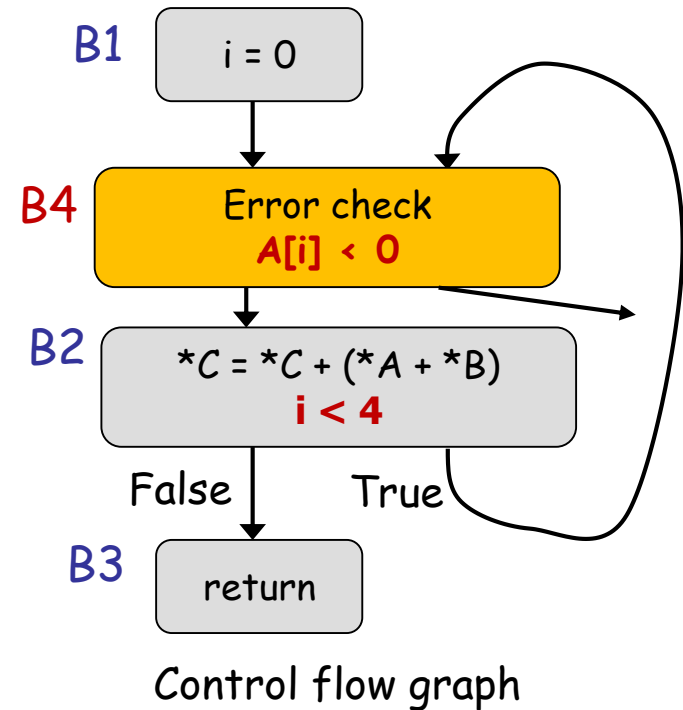 B1
i = 0
B4
Error check
A[i] < 0
B2
*C = *C + (*A + *B)
i < 4
False
True
B3
return
Control flow graph